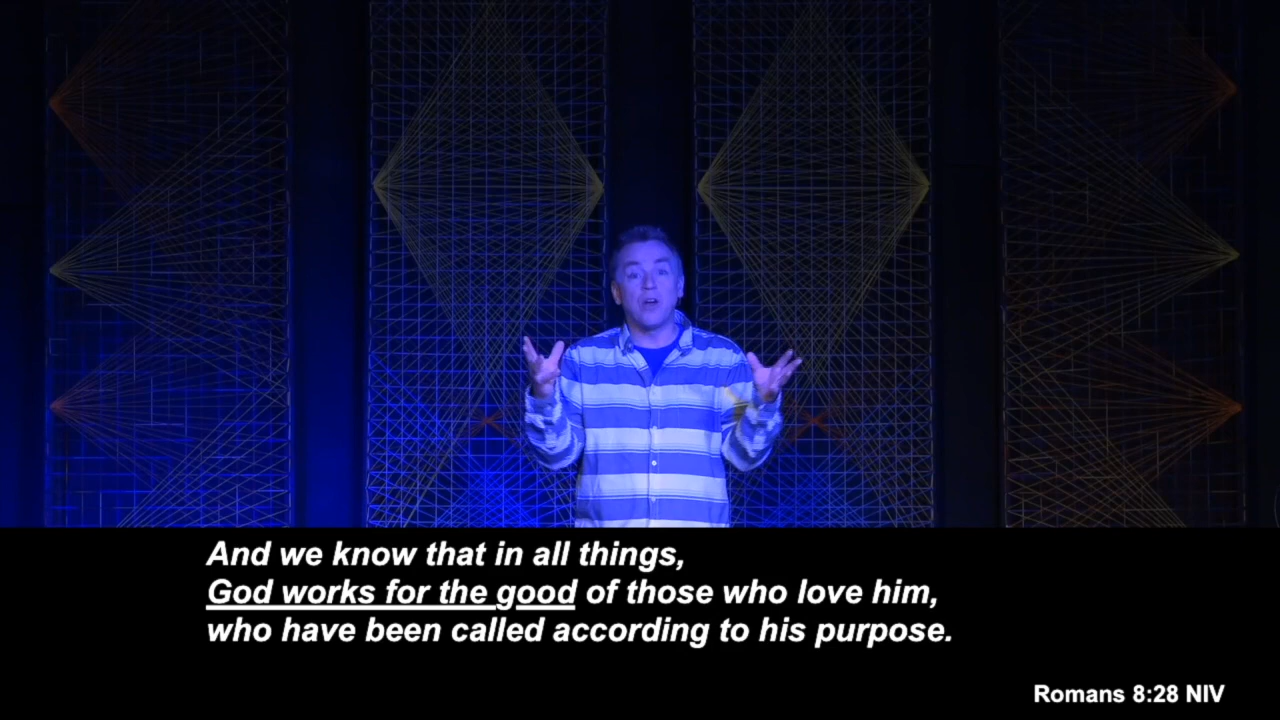 And we know that in all things,
God works for the good of those who love him,
who have been called according to his purpose.
Romans 8:28 NIV